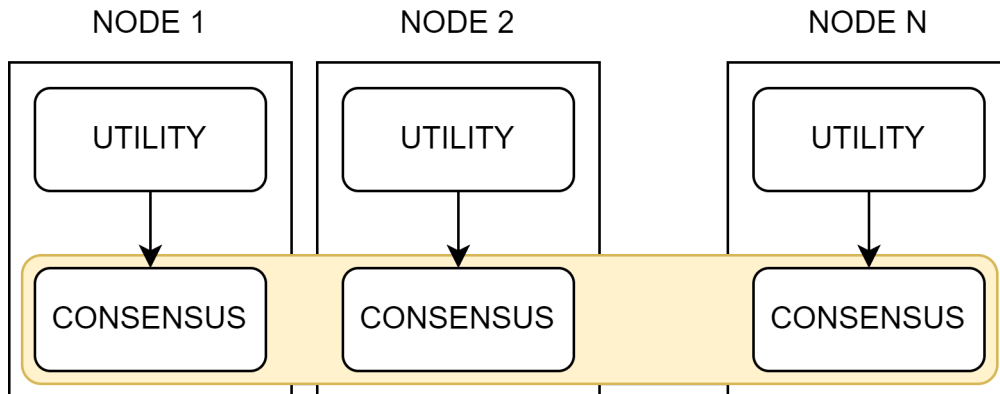 NODE 1
NODE 2
NODE N
UTILITY
UTILITY
UTILITY
CONSENSUS
CONSENSUS
CONSENSUS